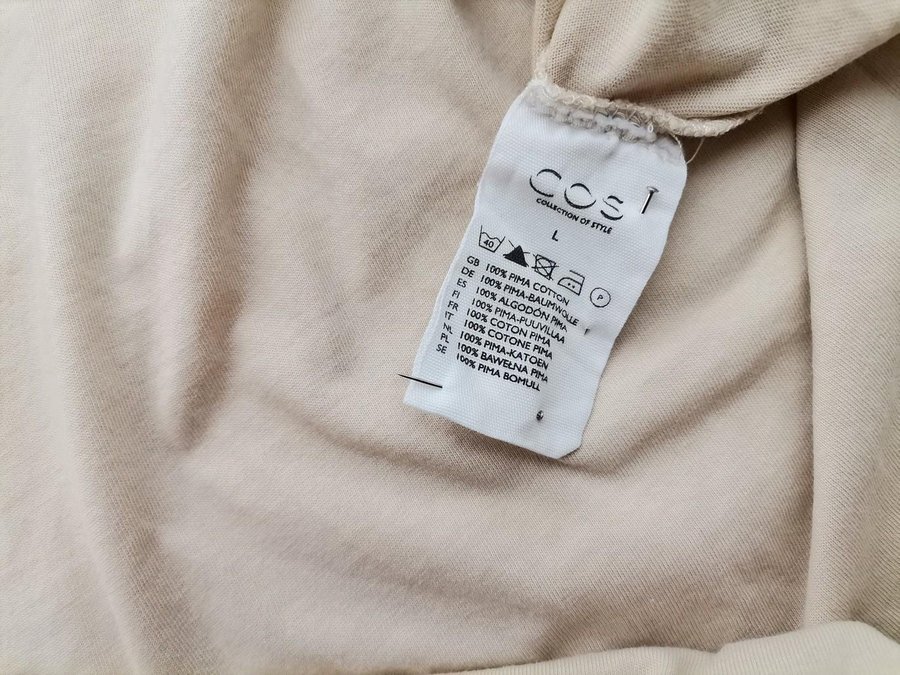 COS
COLLECTION OF STYLE
L
40
P
GB 100% PIMA COTTON
DE 100% PIMA-BAUMWOLLE
ES 100% ALGODÓN PIMA
FI 100% PIMA-PUUVILLAA
FR 100% COTON PIMA
IT 100% COTONE PIMA
NL 100% PIMA-KATOEN
PL 100% BAWEŁNA PIMA
SE 100% PIMA BOMULL